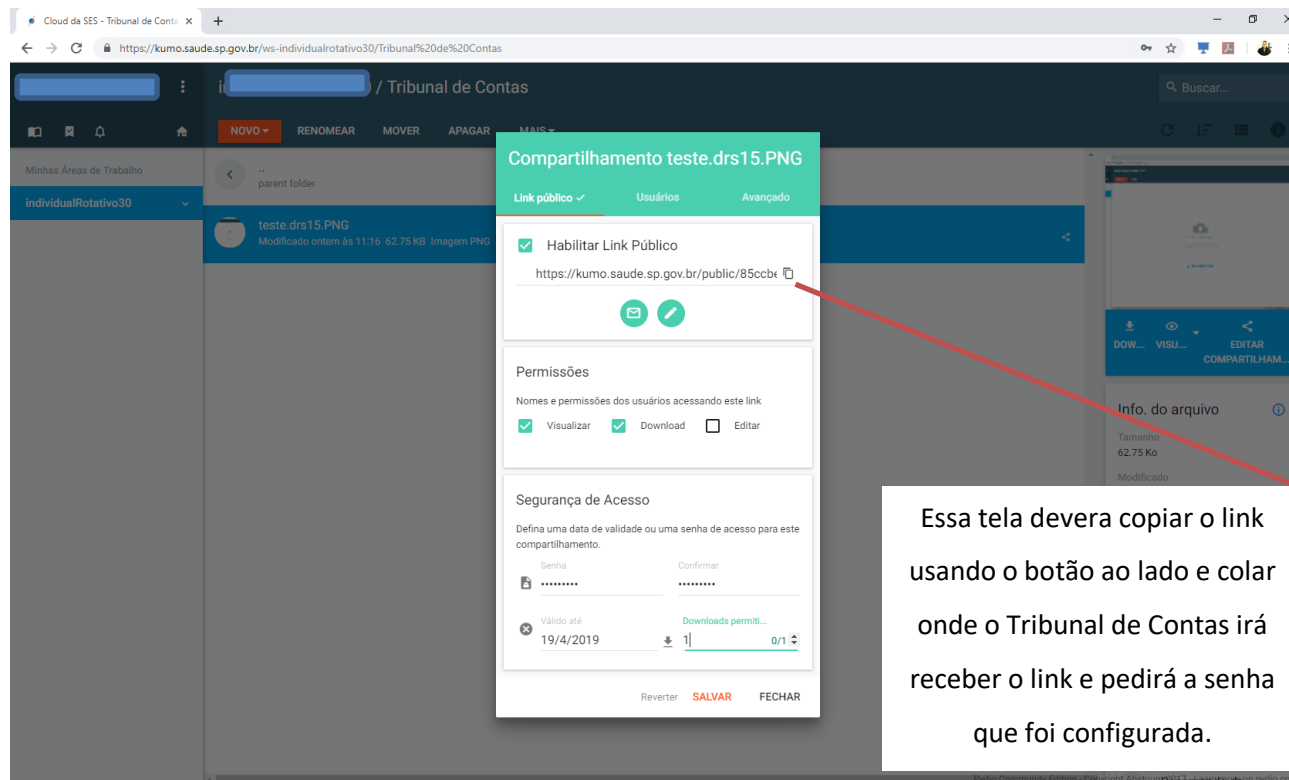 Cloud da SES - Tribunal de Conta
https://kumo.saude.sp.gov.br/ws-individualrotativo30/Tribunal%20de%20Contas
/ Tribunal de Contas
Buscar...
NOVO RENOMEAR MOVER APAGAR MAIS
Minhas Áreas de Trabalho
individualRotativo30
..
parent folder
teste.drs15.PNG
Modificado ontem às 11:16 62.75 KB Imagem PNG
Compartilhamento teste.drs15.PNG
Link público Usuários Avançado
Habilitar Link Público
https://kumo.saude.sp.gov.br/public/85ccbe
Permissões
Nomes e permissões dos usuários acessando este link
Visualizar Download Editar
Segurança de Acesso
Defina uma data de validade ou uma senha de acesso para este
compartilhamento.
Senha Confirmar
••••••••• •••••••••
Válido até Downloads permiti...
19/4/2019 1 0/1
Reverter SALVAR FECHAR
DOW... VISU... EDITAR
COMPARTILHAM...
Info. do arquivo
Tamanho
62.75 Ko
Modificado
Essa tela devera copiar o link
usando o botão ao lado e colar
onde o Tribunal de Contas irá
receber o link e pedirá a senha
que foi configurada.